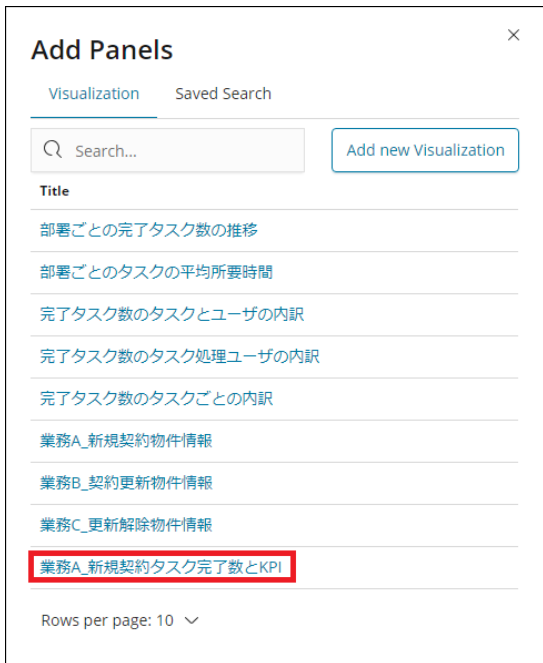 Add Panels
Visualization Saved Search
Search... Add new Visualization
Title
部署ごとの完了タスク数の推移
部署ごとのタスクの平均所要時間
完了タスク数のタスクとユーザの内訳
完了タスク数のタスク処理ユーザの内訳
完了タスク数のタスクごとの内訳
業務A_新規契約物件情報
業務B_契約更新物件情報
業務C_更新解除物件情報
業務A_新規契約タスク完了数とKPI
Rows per page: 10